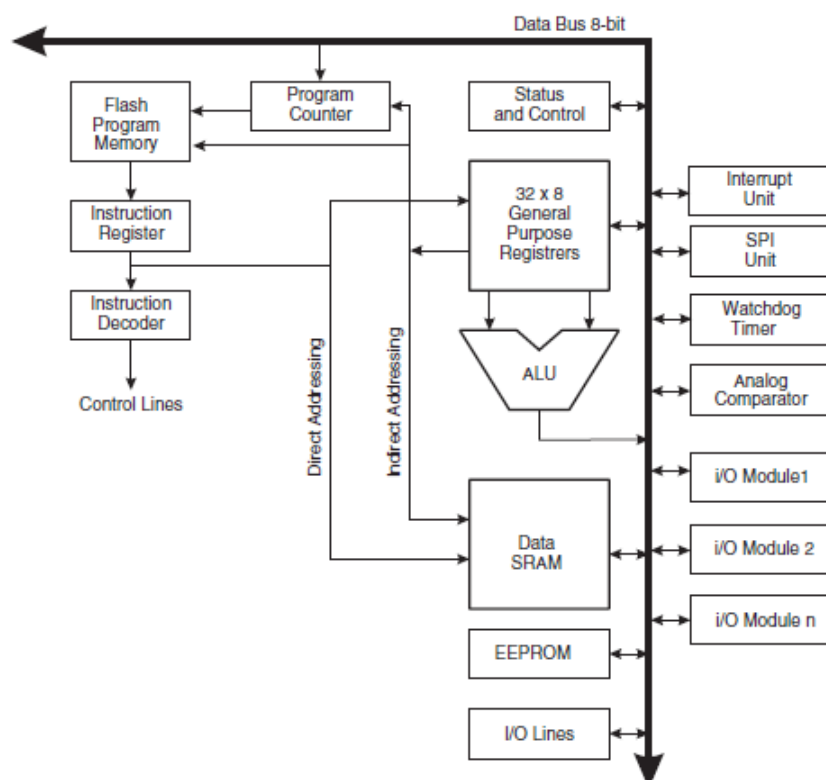 Data Bus 8-bit
Flash
Program
Memory
Program
Counter
Status
and Control
Instruction
Register
32 x 8
General
Purpose
Registrers
Interrupt
Unit
SPI
Unit
Instruction
Decoder
Watchdog
Timer
ALU
Analog
Comparator
Control Lines
Direct Addressing
Indirect Addressing
i/O Module1
Data
SRAM
i/O Module 2
i/O Module n
EEPROM
I/O Lines